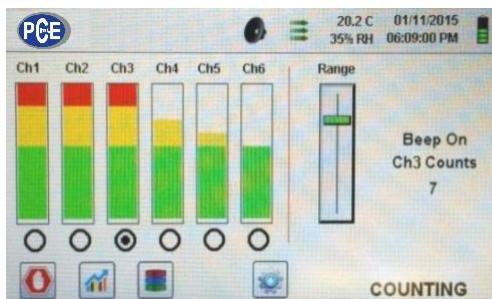 PCE
20.2 C 01/11/2015
35% RH 06:09:00 PM
Ch1 Ch2 Ch3 Ch4 Ch5 Ch6 Range
Beep On
Ch3 Counts
7
COUNTING